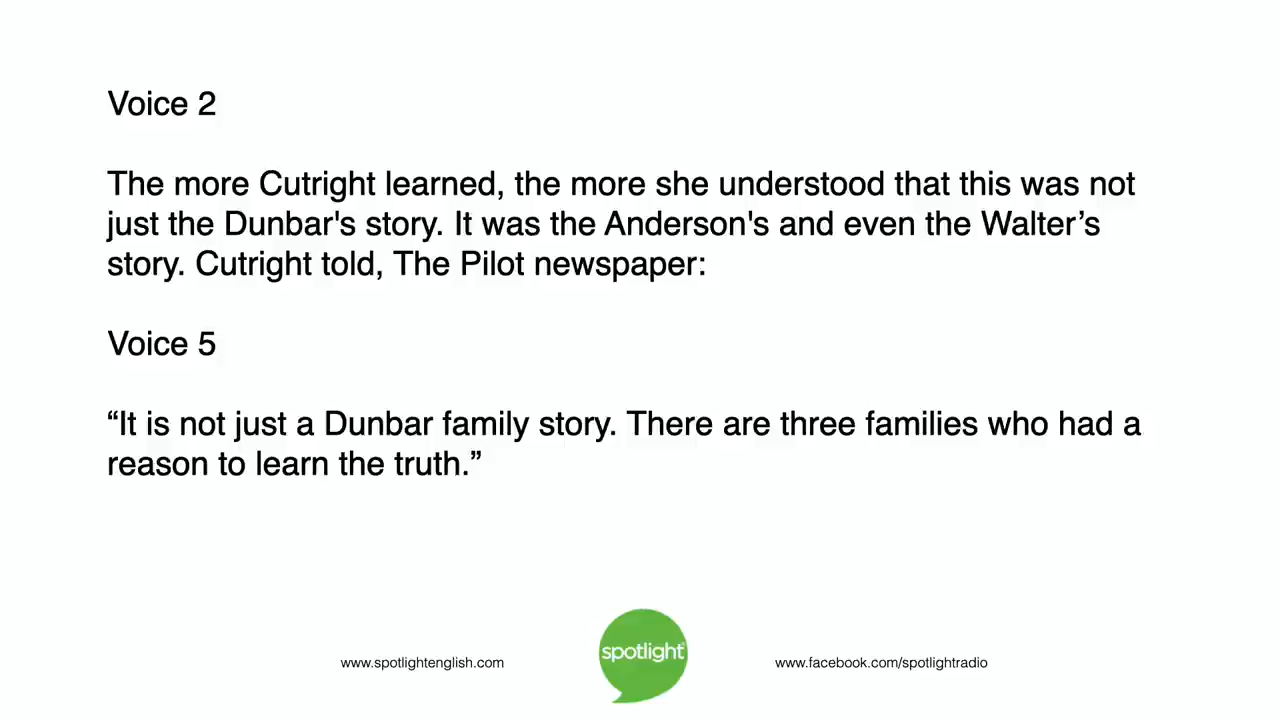 Voice 2
The more Cutright learned, the more she understood that this was not
just the Dunbar's story. It was the Anderson's and even the Walter’s
story. Cutright told, The Pilot newspaper:
Voice 5
“It is not just a Dunbar family story. There are three families who had a
reason to learn the truth.”
www.spotlightenglish.com
spotlight
www.facebook.com/spotlightradio